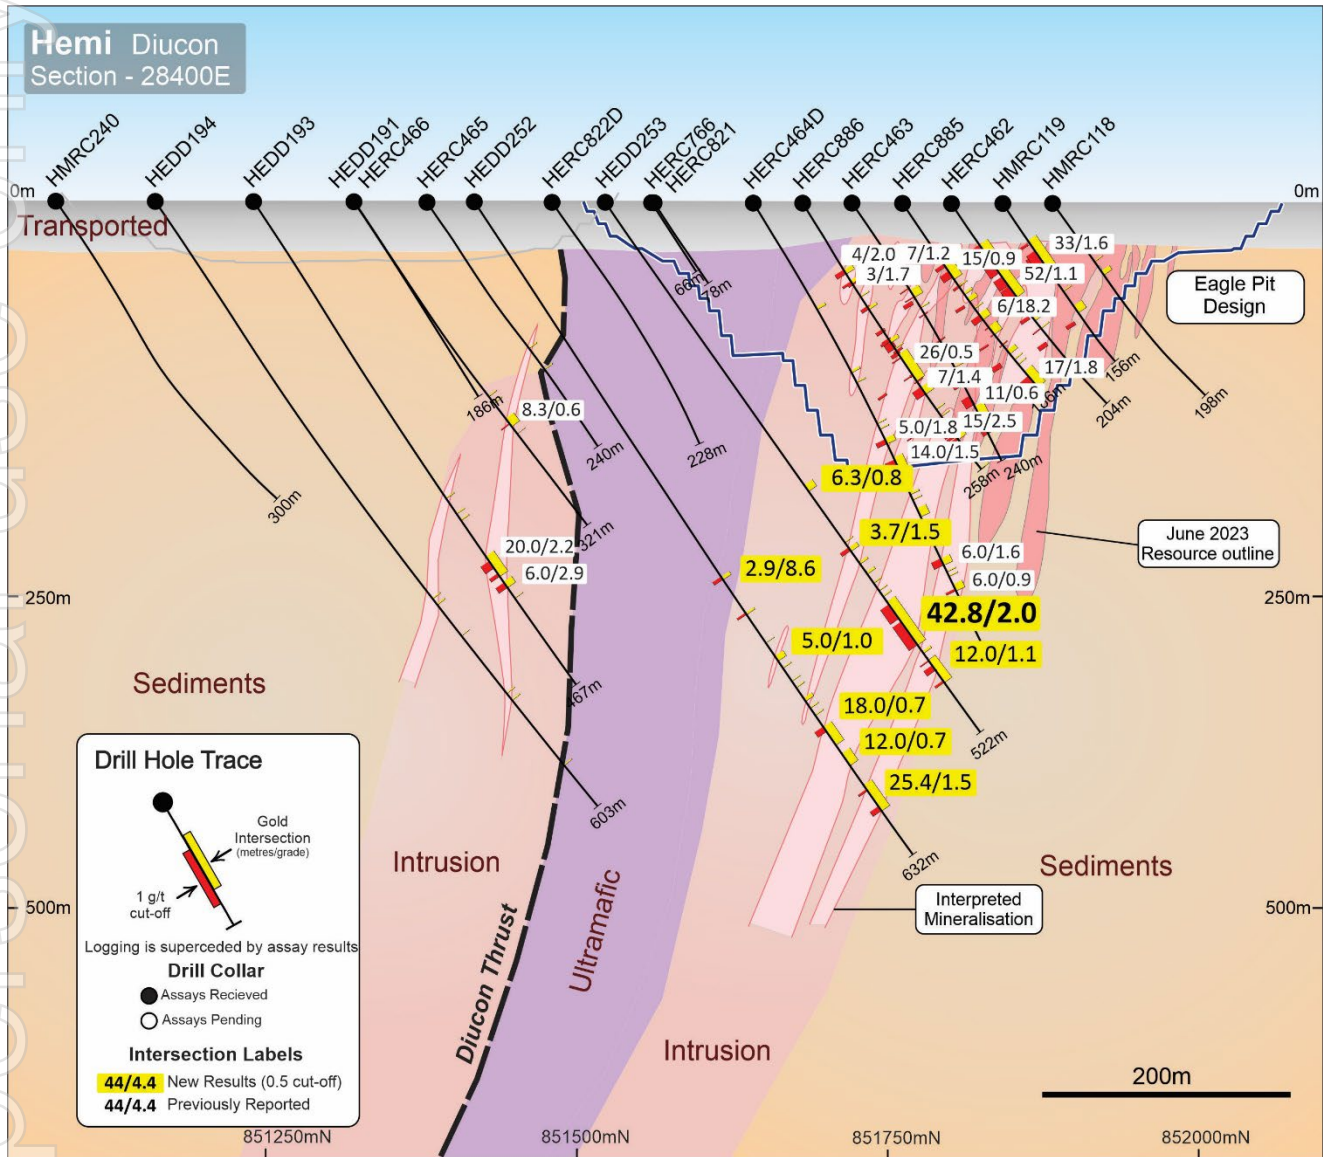 Hemi Diucon
Section - 28400E
HMRC240
HEDD194
HEDD193
HEDD191
HERC466
HERC465
HEDD252
HERC822D
HEDD253
HERC766
HERC821
HERC464D
HERC886
HERC463
HERC885
HERC462
HMRC119
HMRC118
0m
0m
Transported
33/1.6
4/2.0
7/1.2
15/0.9
3/1.7
52/1.1
66m
78m
6/18.2
Eagle Pit
Design
26/0.5
7/1.4
17/1.8
156m
11/0.6
186m
204m
198m
8.3/0.6
5.0/1.8
15/2.5
14.0/1.5
240m
228m
240m
258m
6.3/0.8
300m
321m
3.7/1.5
20.0/2.2
6.0/2.9
6.0/1.6
6.0/0.9
June 2023
Resource outline
2.9/8.6
250m
250m
42.8/2.0
5.0/1.0
12.0/1.1
Sediments
467m
18.0/0.7
12.0/0.7
522m
25.4/1.5
603m
632m
Drill Hole Trace
Gold
Intersection
(metres/grade)
1 g/t
cut-off
Logging is superceded by assay results
Drill Collar
Assays Recieved
Assays Pending
Intersection Labels
44/4.4 New Results (0.5 cut-off)
44/4.4 Previously Reported
Intrusion
Sediments
Interpreted
Mineralisation
500m
500m
Diucon Thrust
Ultramafic
Intrusion
200m
851250mN
851500mN
851750mN
852000mN